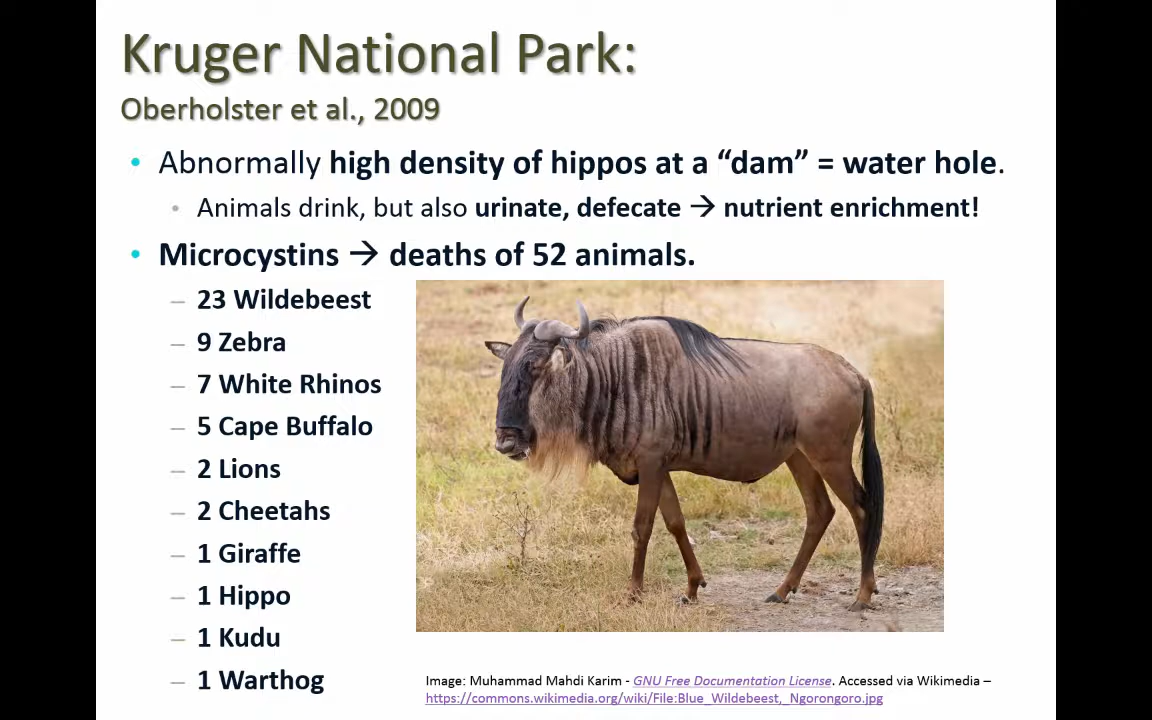 Kruger National Park:
Oberholster et al., 2009
• Abnormally high density of hippos at a “dam” = water hole.
• Animals drink, but also urinate, defecate → nutrient enrichment!
• Microcystins → deaths of 52 animals.
– 23 Wildebeest
– 9 Zebra
– 7 White Rhinos
– 5 Cape Buffalo
– 2 Lions
– 2 Cheetahs
– 1 Giraffe
– 1 Hippo
– 1 Kudu
– 1 Warthog
Image: Muhammad Mahdi Karim - GNU Free Documentation License. Accessed via Wikimedia –
https://commons.wikimedia.org/wiki/File:Blue_Wildebeest,_Ngorongoro.jpg